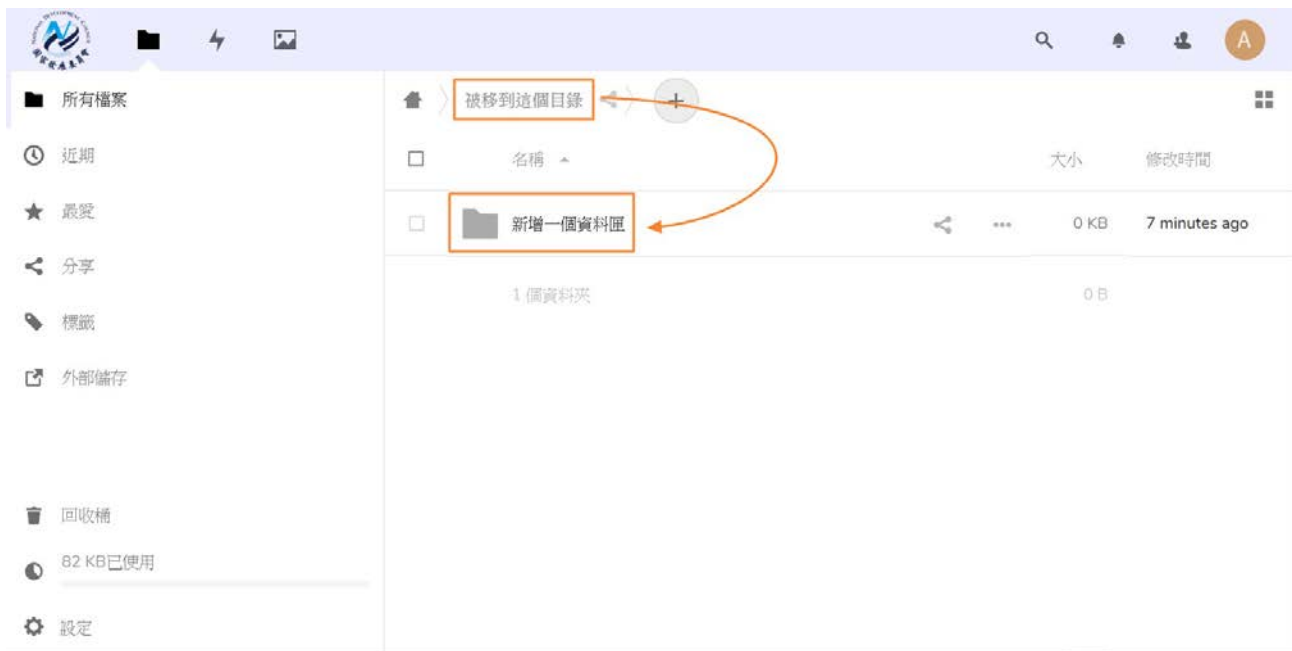 A
所有檔案
被移到這個目錄
近期
名稱
大小
修改時間
最愛
新增一個資料匣
0 KB
7 minutes ago
分享
1 個資料夾
0 B
標籤
外部儲存
回收桶
82 KB已使用
設定